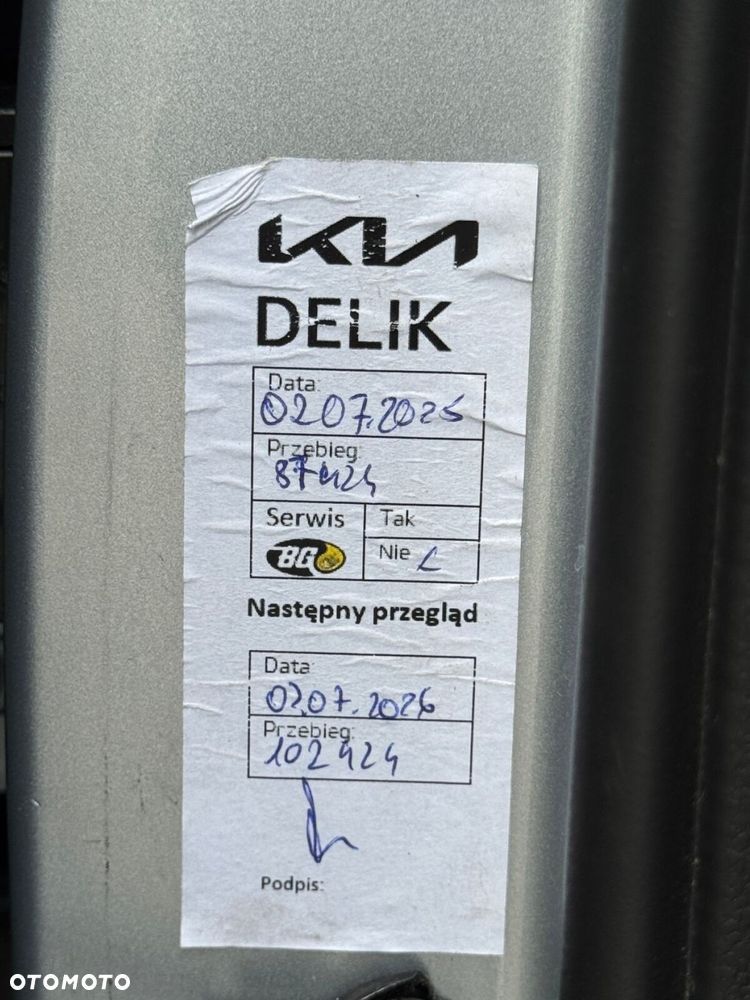 KIA
DELIK
Data:
02.07.2025
Przebieg:
87424
Serwis
Tak
BG
Nie
Następny przegląd
Data
02.07.2026
Przebieg:
102424
Podpis:
OTOMOTO